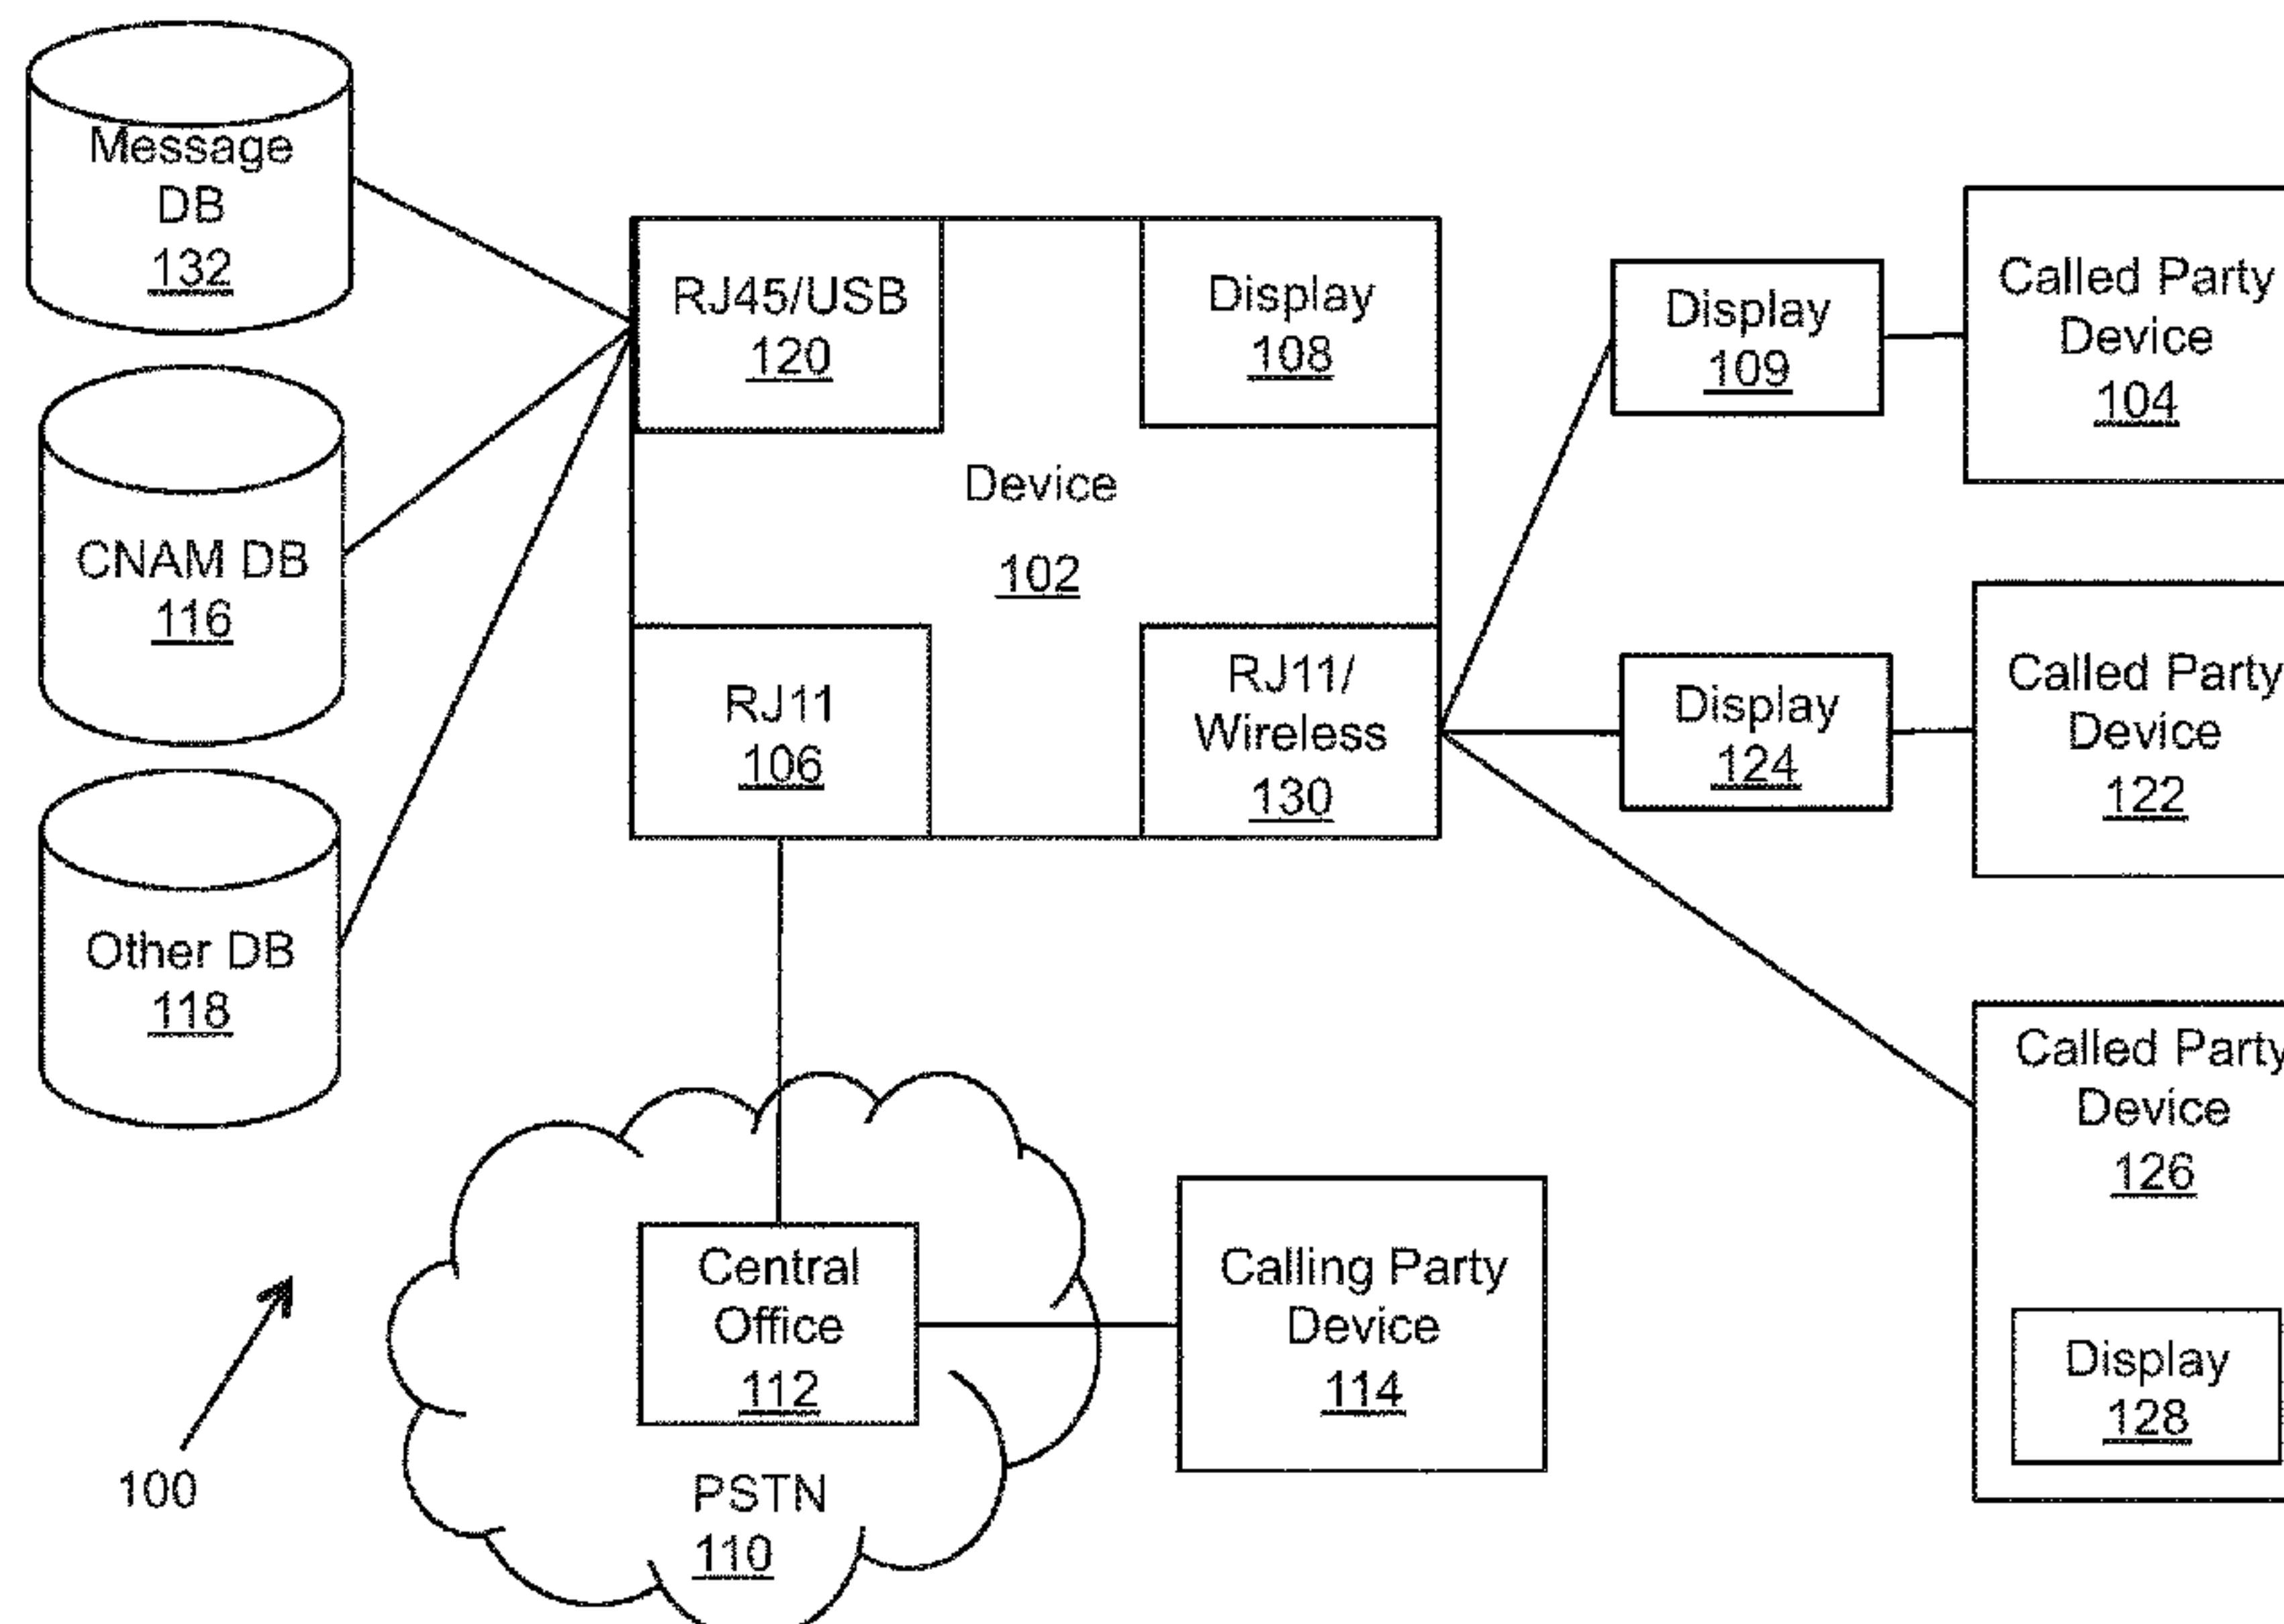 Message
DB
132
CNAM DB
116
Other DB
118
RJ45/USB
120
Display
108
Device
102
RJ11
106
RJ11/
Wireless
130
Display
109
Called Party
Device
104
Display
124
Called Party
Device
122
Called Party
Device
126
Display
128
Central
Office
112
PSTN
110
Calling Party
Device
114
100